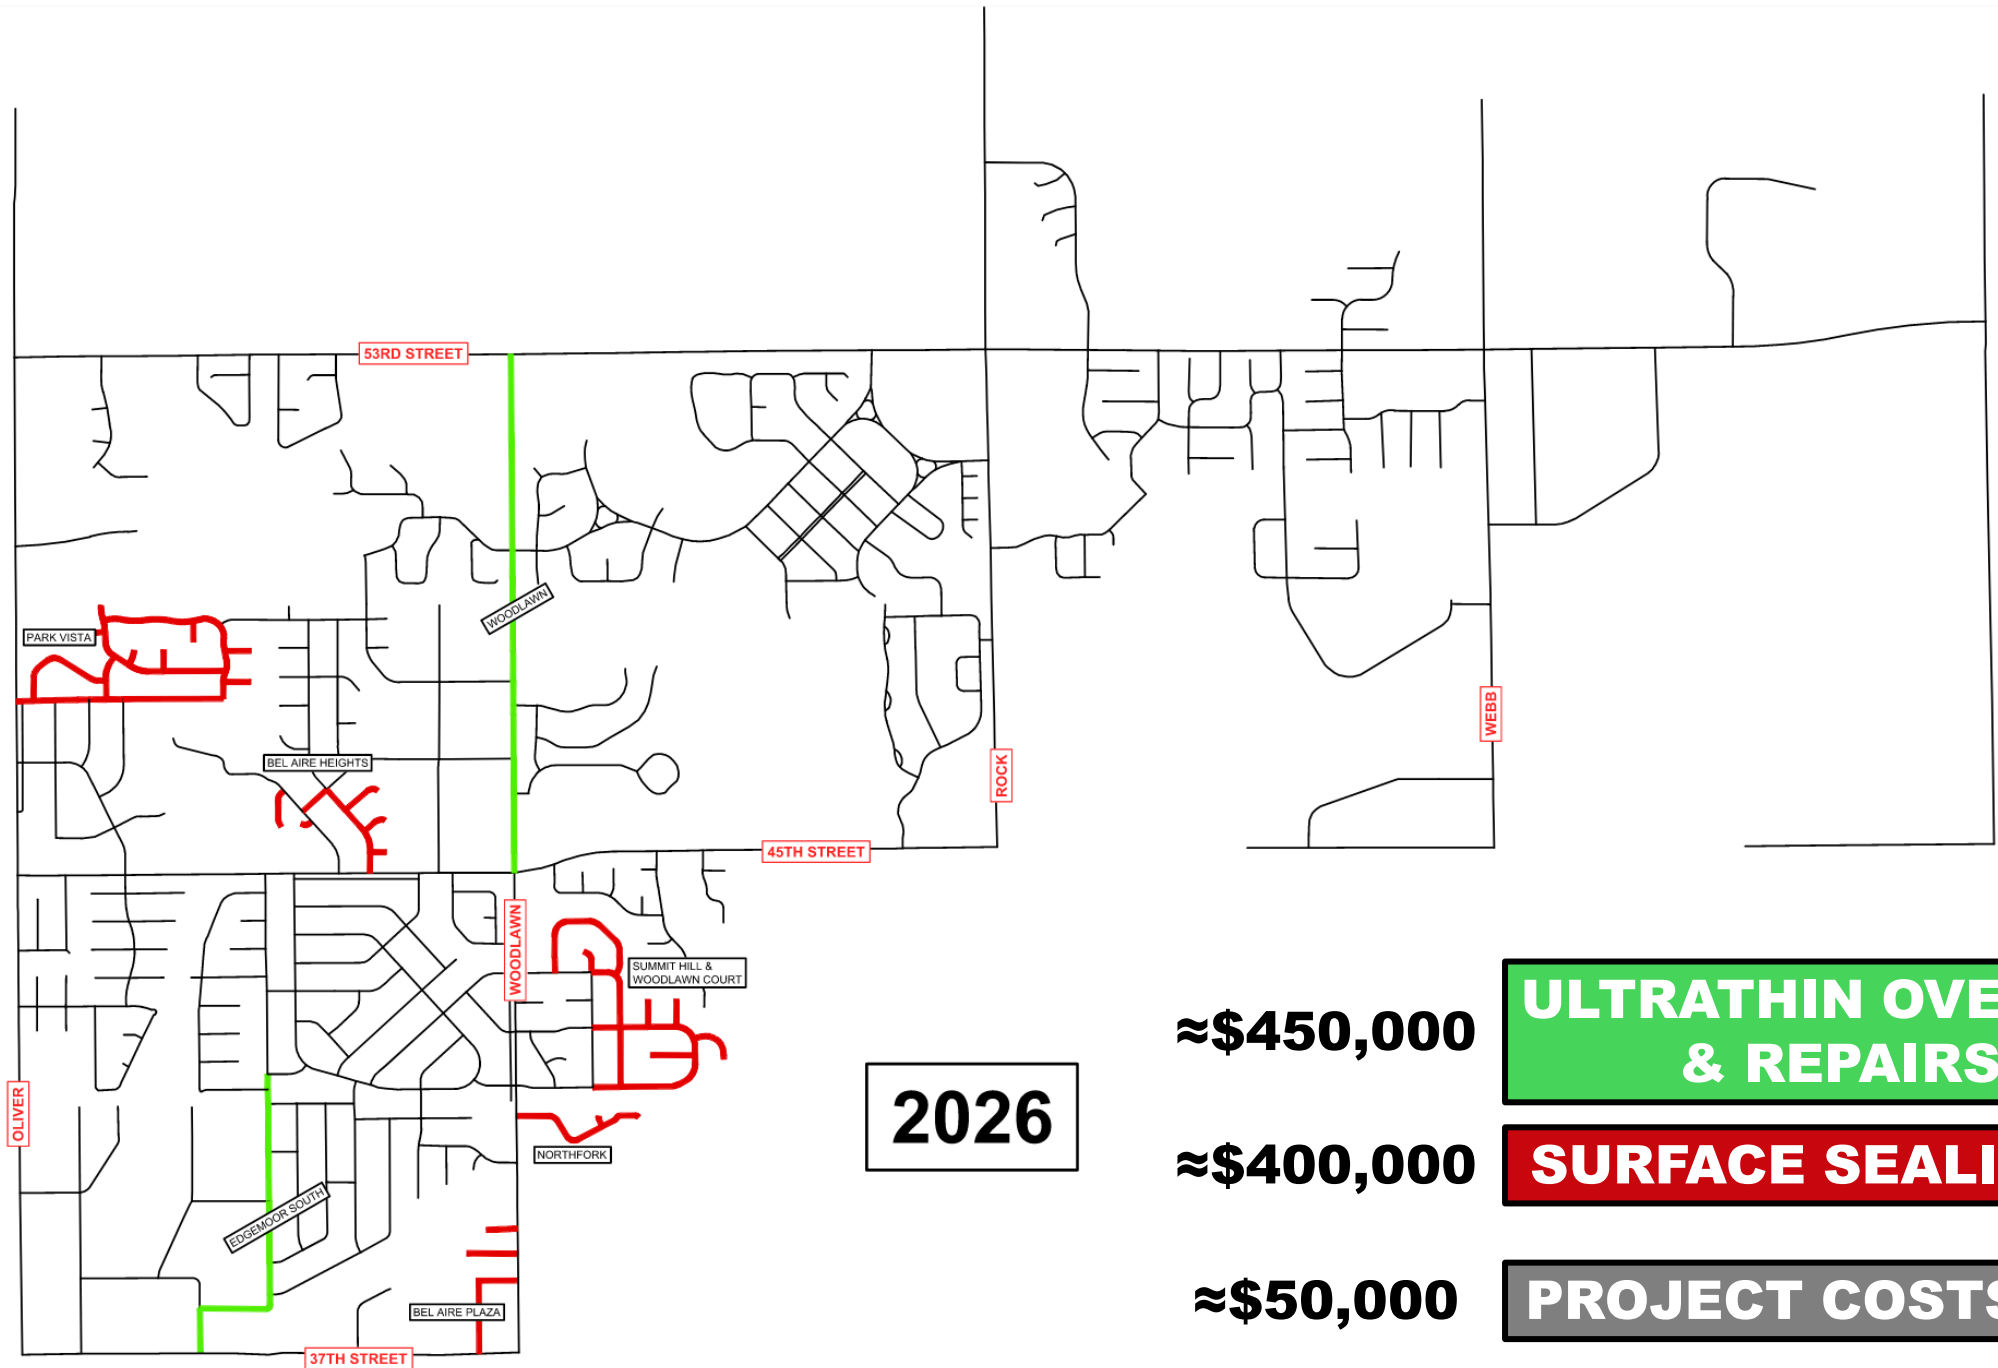 53RD STREET
WOODLAWN
PARK VISTA
BEL AIRE HEIGHTS
ROCK
WEBB
45TH STREET
WOODLAWN
SUMMIT HILL &
WOODLAWN COURT
OLIVER
NORTHFORK
EDGEMOOR SOUTH
BEL AIRE PLAZA
37TH STREET
2026
≈$450,000
ULTRATHIN OVE
& REPAIRS
≈$400,000
SURFACE SEALI
≈$50,000
PROJECT COSTS